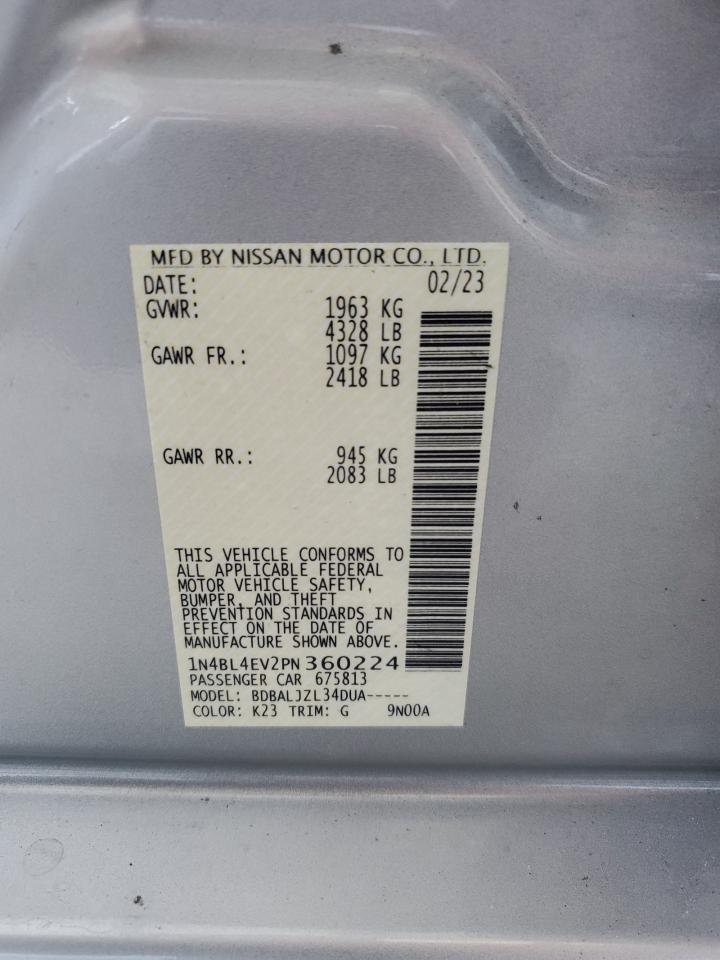 MFD BY NISSAN MOTOR CO., LTD.
DATE: 02/23
GVWR: 1963 KG
4328 LB
GAWR FR.: 1097 KG
2418 LB
GAWR RR.: 945 KG
2083 LB
THIS VEHICLE CONFORMS TO
ALL APPLICABLE FEDERAL
MOTOR VEHICLE SAFETY,
BUMPER, AND THEFT
PREVENTION STANDARDS IN
EFFECT ON THE DATE OF
MANUFACTURE SHOWN ABOVE.
1N4BL4EV2PN360224
PASSENGER CAR 675813
MODEL: BDBALJZL34DUA-----
COLOR: K23 TRIM: G 9N00A